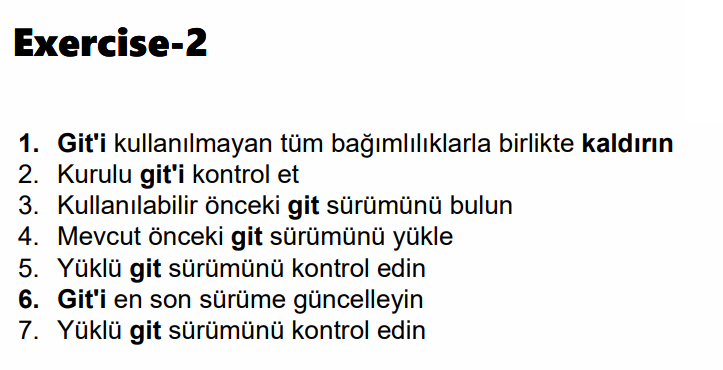 Exercise-2
1. Git'i kullanılmayan tüm bağımlılıklarla birlikte kaldırın
2. Kurulu git'i kontrol et
3. Kullanılabilir önceki git sürümünü bulun
4. Mevcut önceki git sürümünü yükle
5. Yüklü git sürümünü kontrol edin
6. Git'i en son sürüme güncelleyin
7. Yüklü git sürümünü kontrol edin